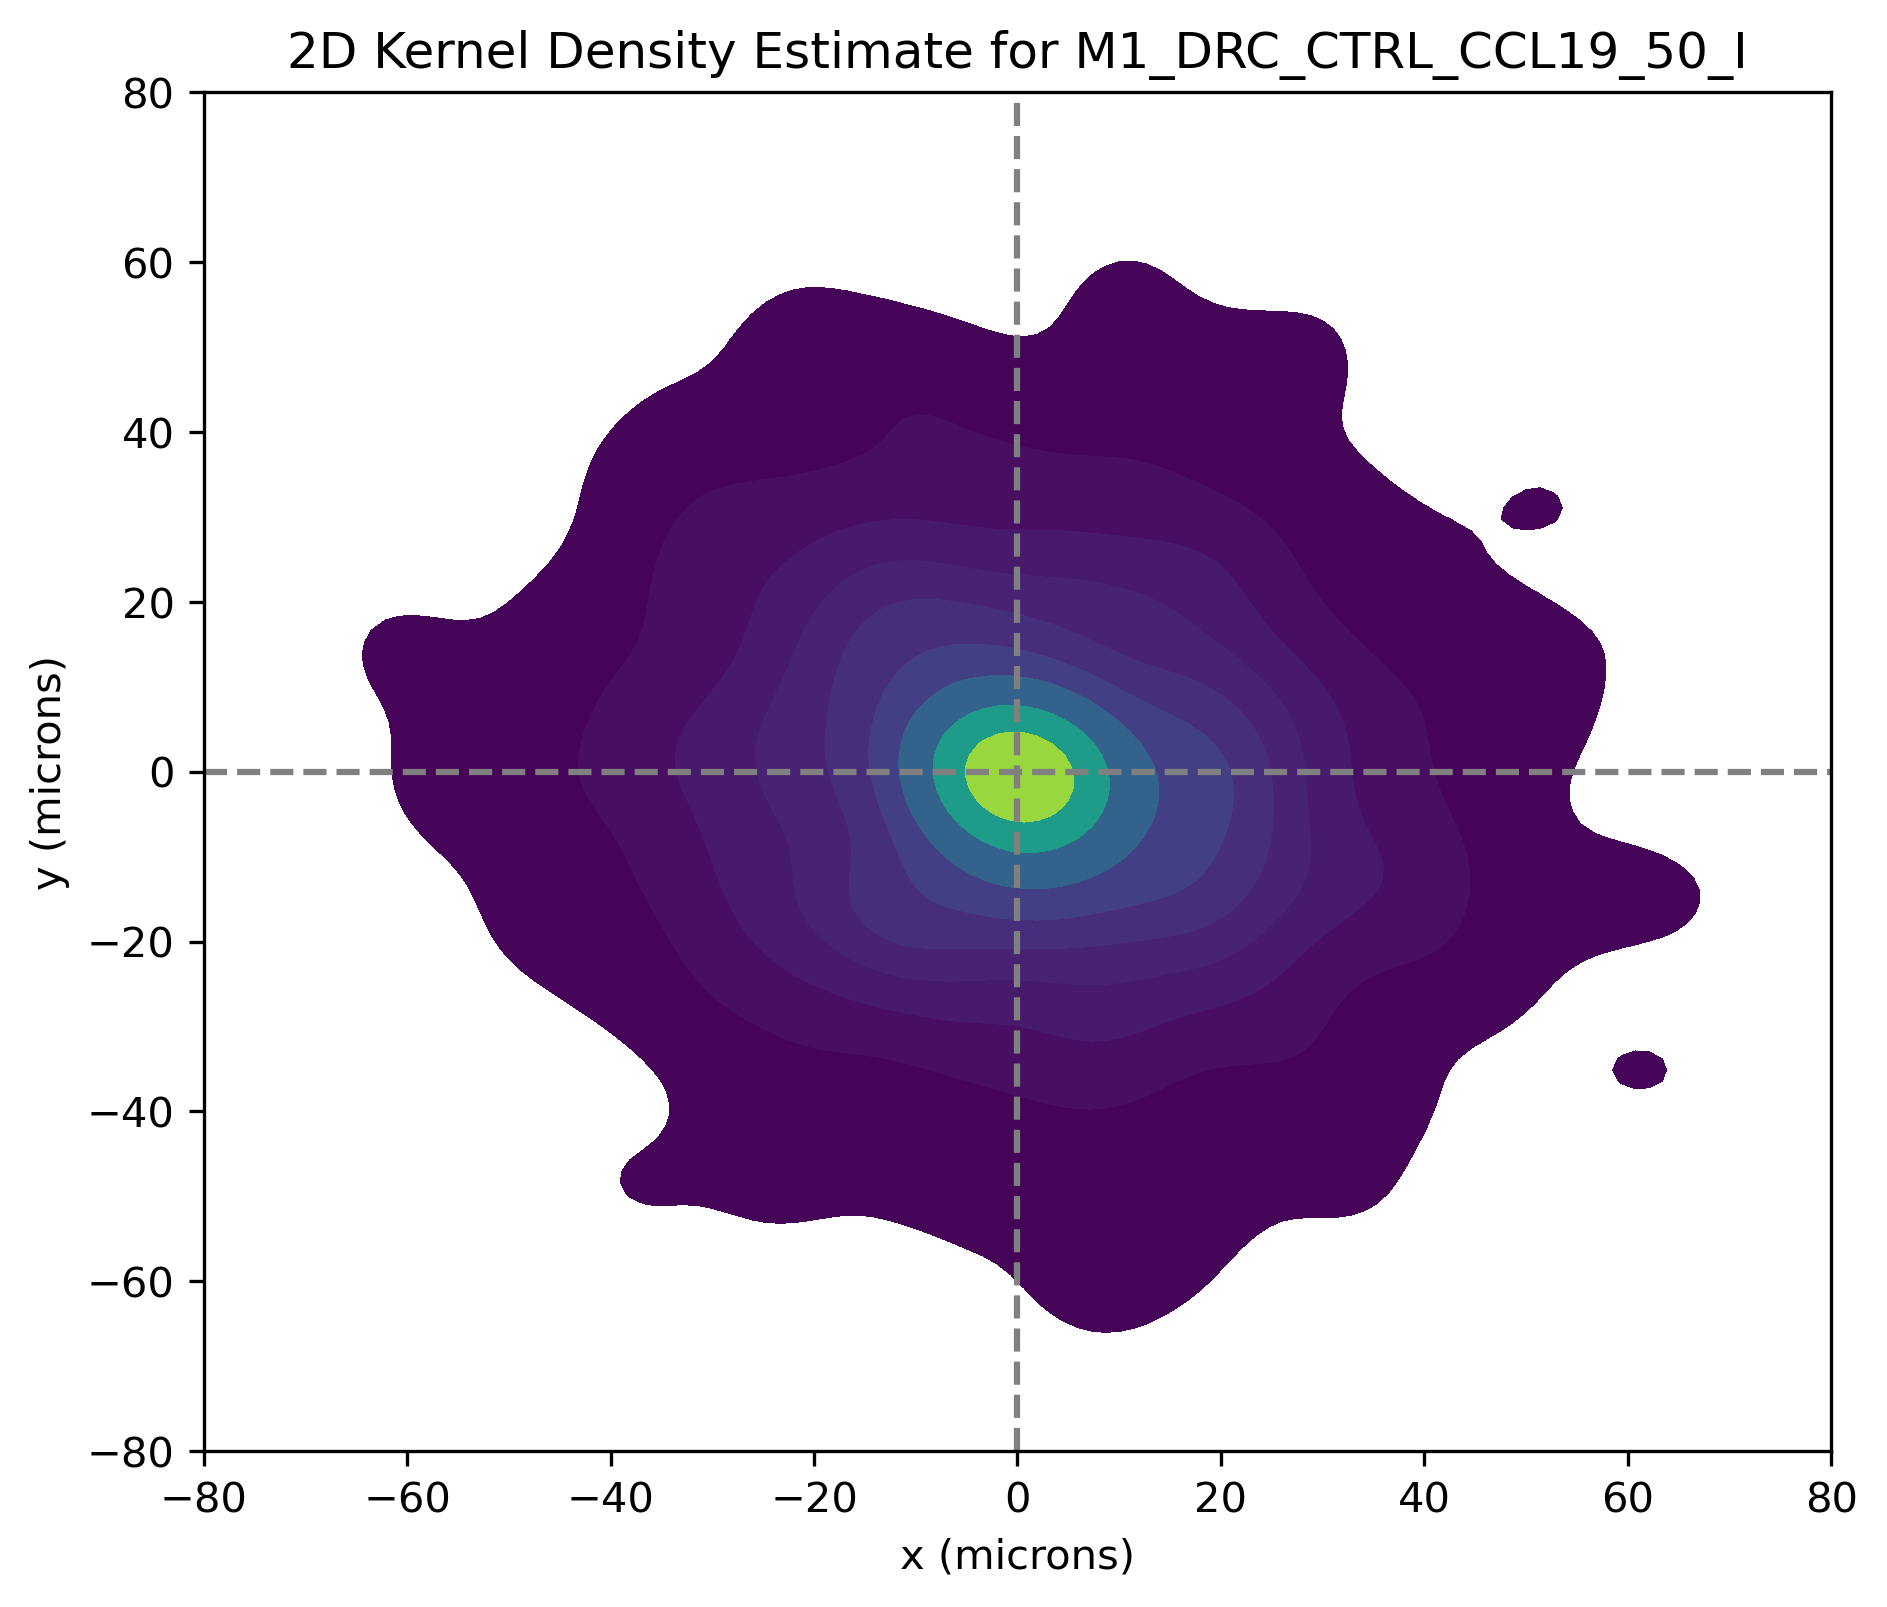 2D Kernel Density Estimate for M1_DRC_CTRL_CCL19_50_I
80
60
40
20
0
−20
−40
−60
−80
y (microns)
−80 −60 −40 −20 0 20 40 60 80
x (microns)